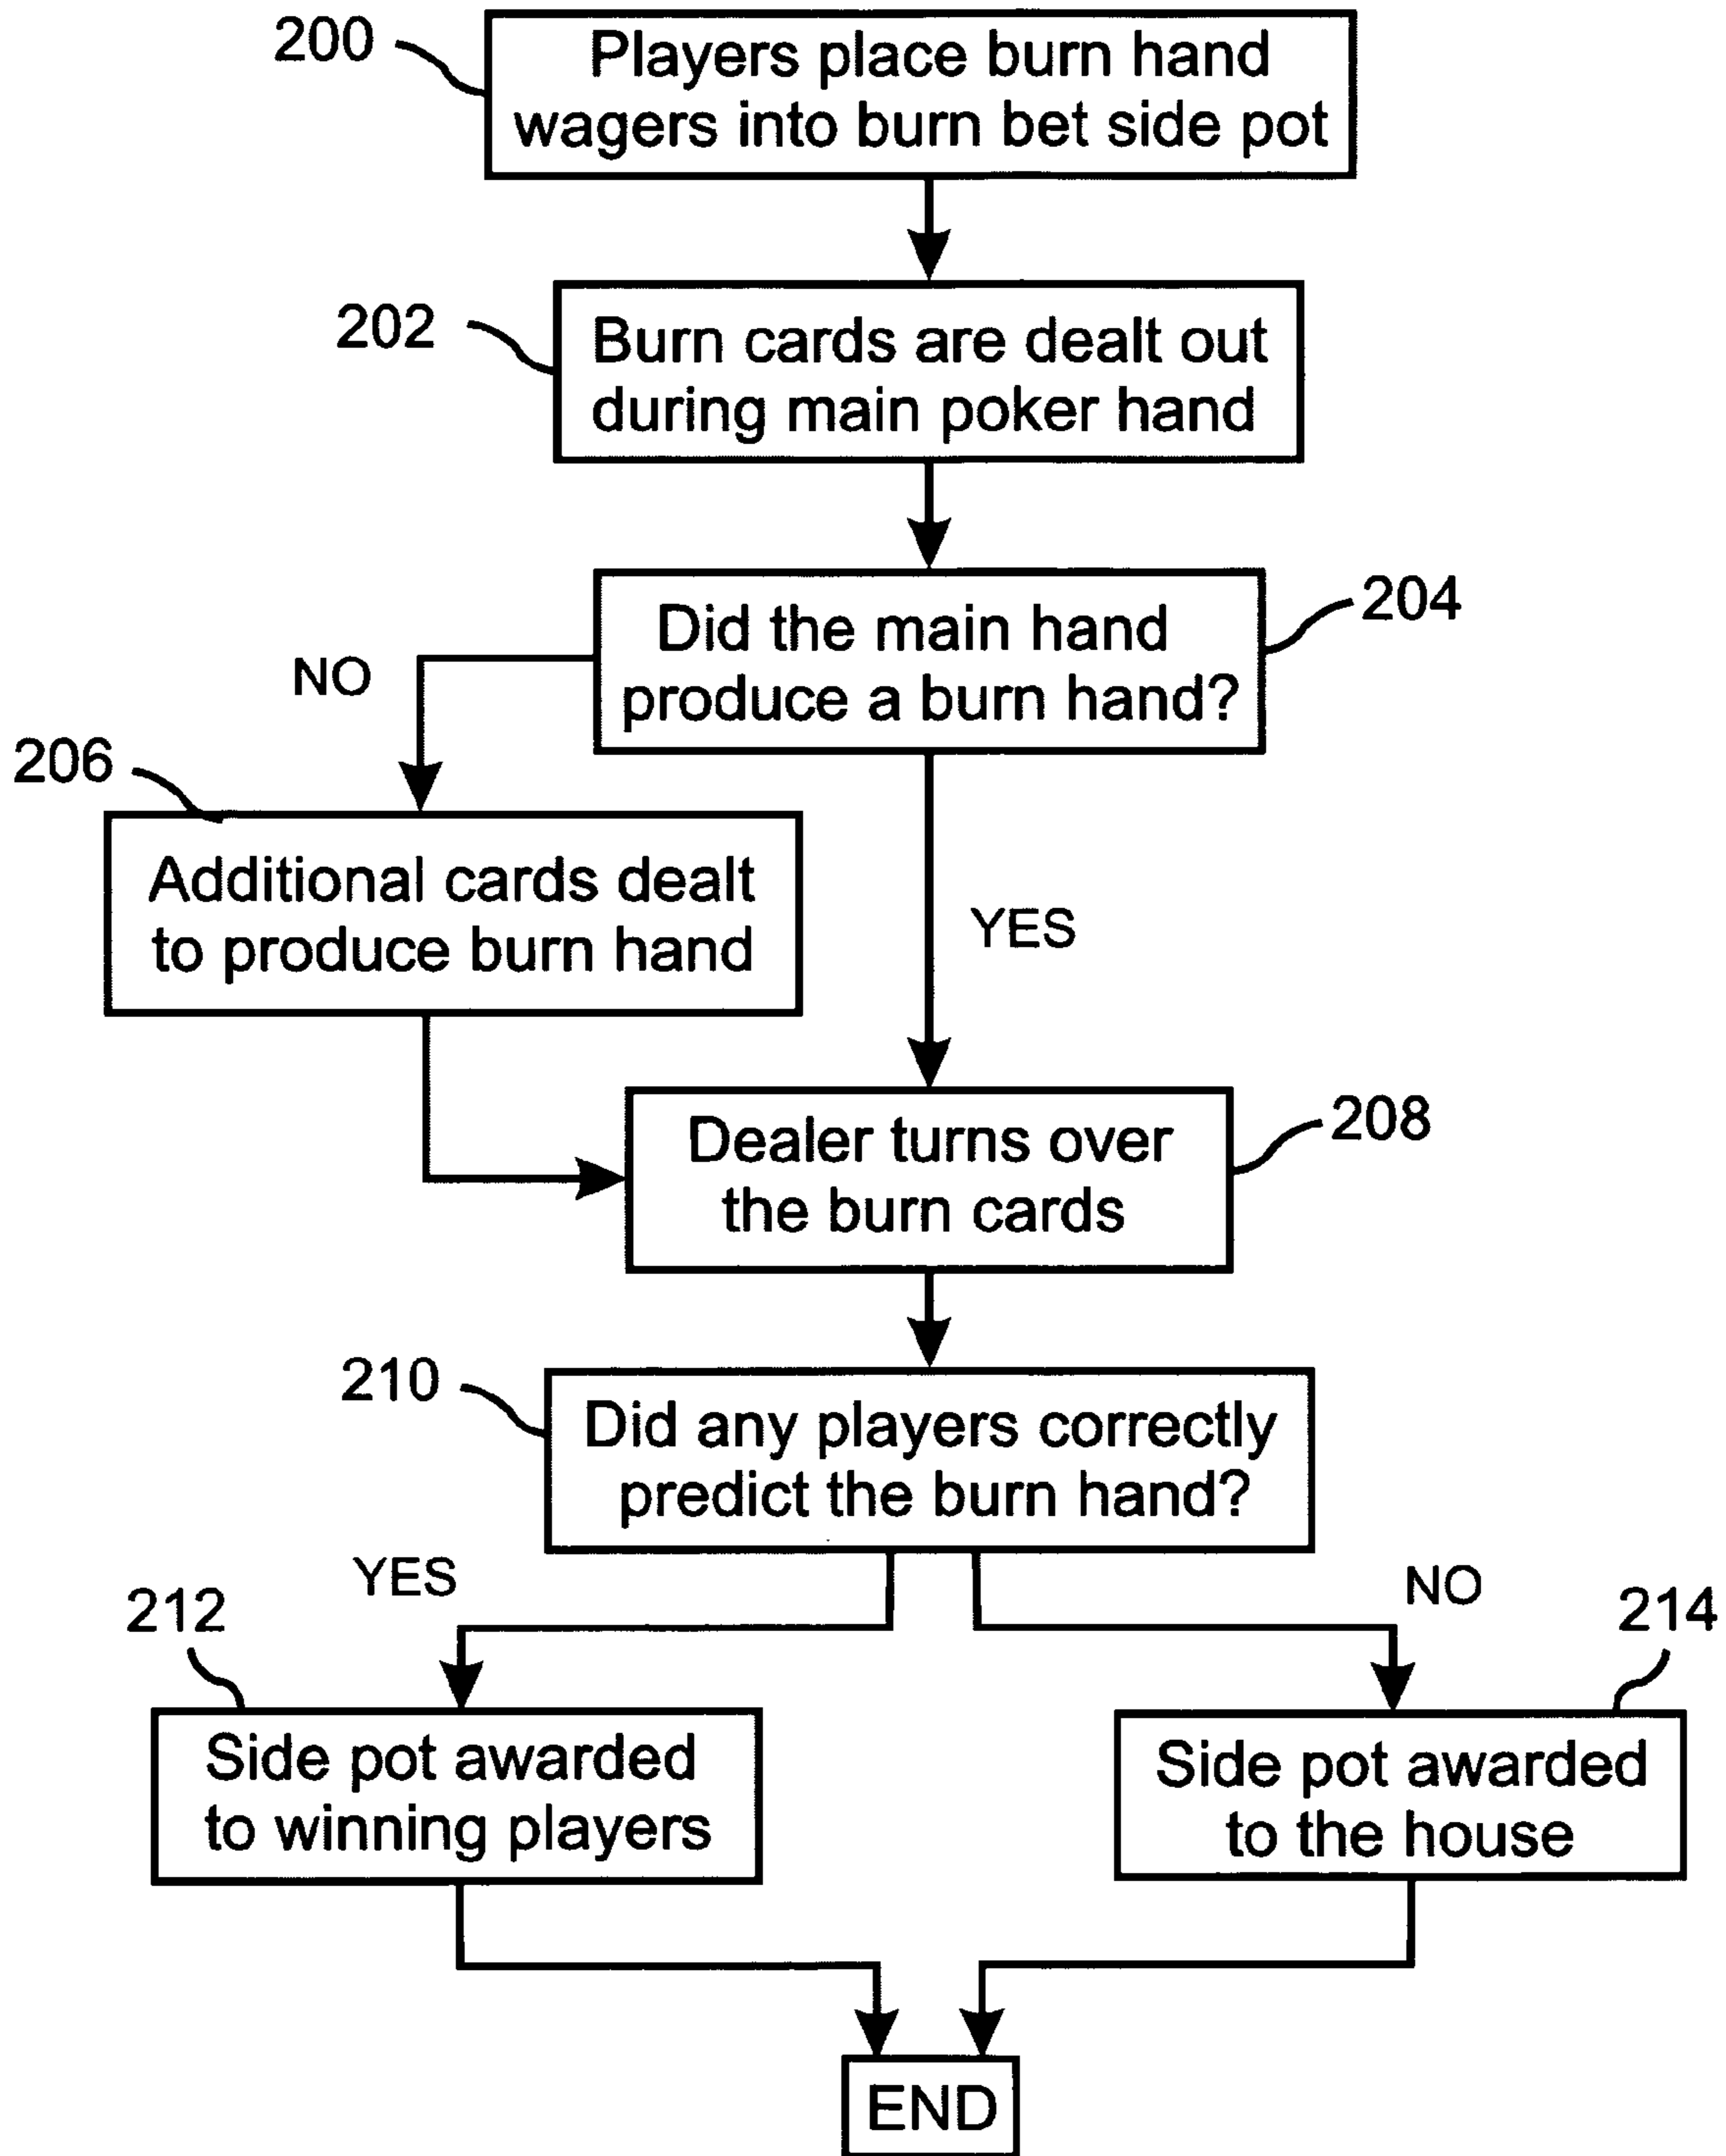 200
Players place burn hand
wagers into burn bet side pot
202
Burn cards are dealt out
during main poker hand
204
Did the main hand
produce a burn hand?
NO
206
Additional cards dealt
to produce burn hand
YES
208
Dealer turns over
the burn cards
210
Did any players correctly
predict the burn hand?
YES
NO
212
214
Side pot awarded
to winning players
Side pot awarded
to the house
END